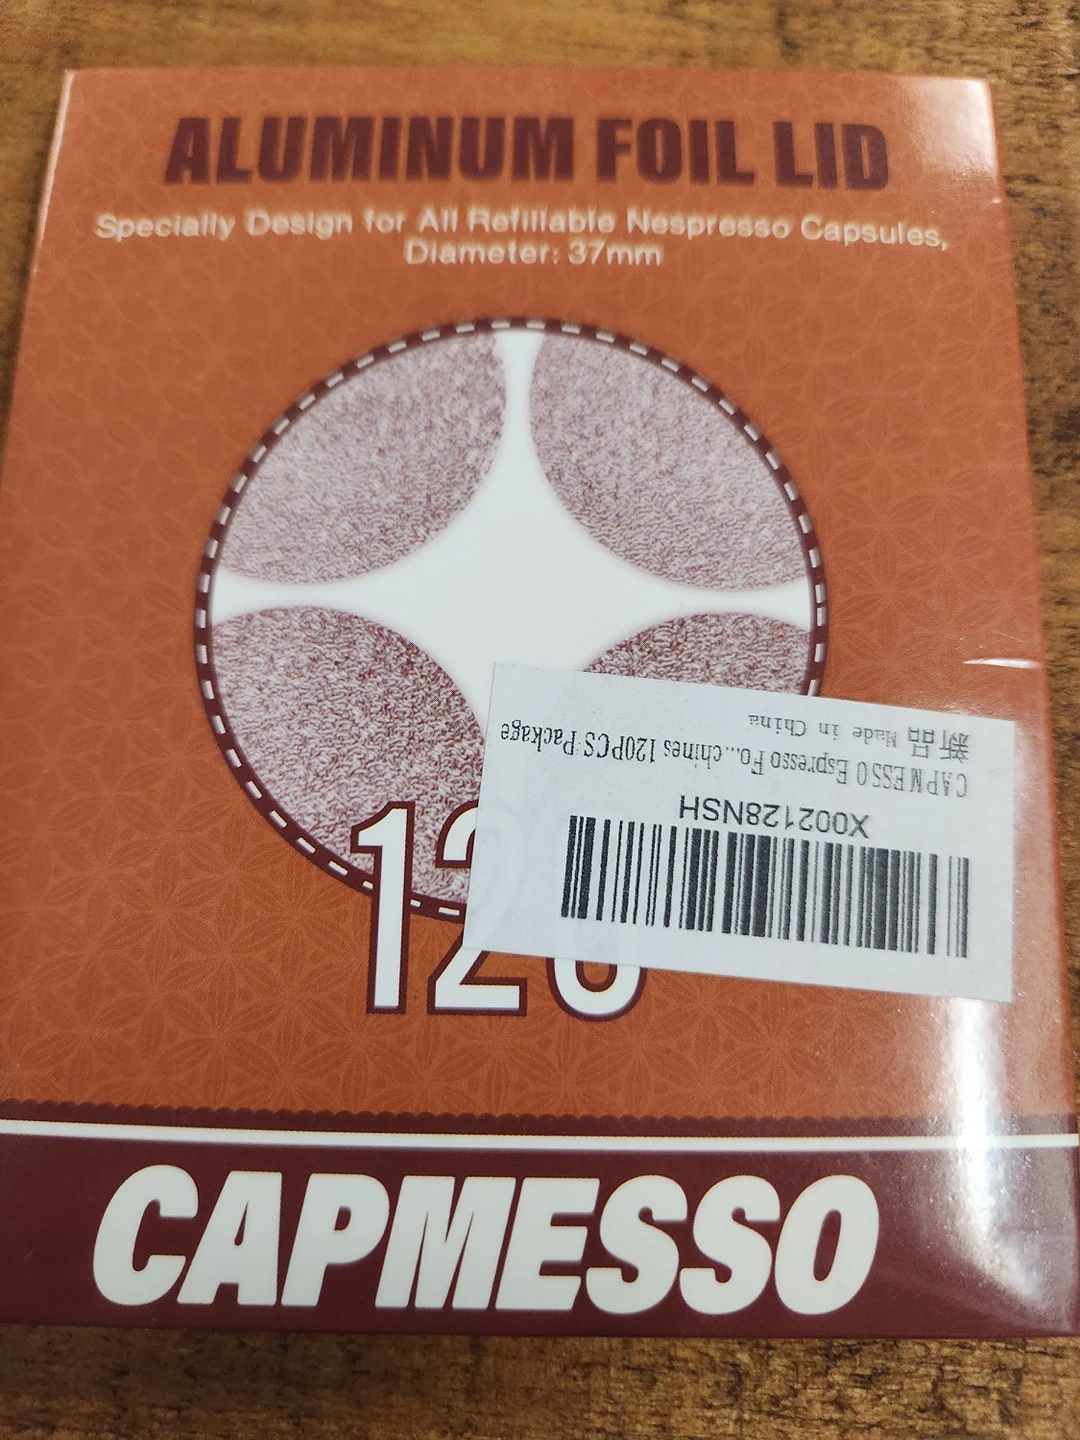 ALUMINUM FOIL LID
Specially Design for All Refillable Nespresso Capsules,
Diameter: 37mm
120
X002128NSH
CAPMESSO Espresso Fo...chines 120PCS Package
新品 Made in China
CAPMESSO